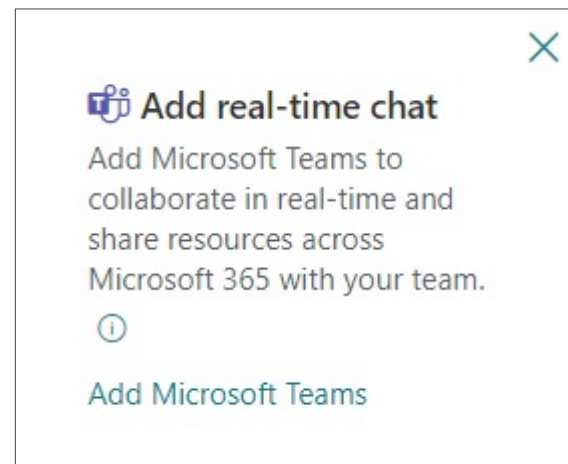 Add real-time chat
Add Microsoft Teams to
collaborate in real-time and
share resources across
Microsoft 365 with your team.
Add Microsoft Teams